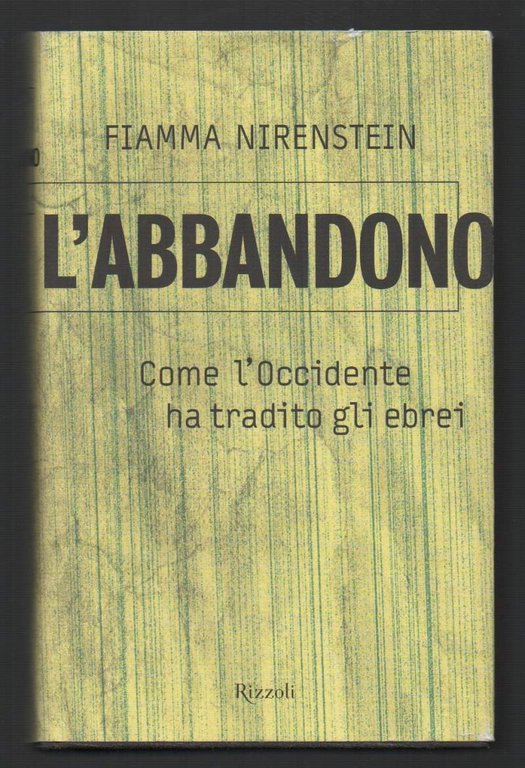 FIAMMA NIRENSTEIN
L'ABBANDONO
Come l'Occidente
ha tradito gli ebrei
Rizzoli